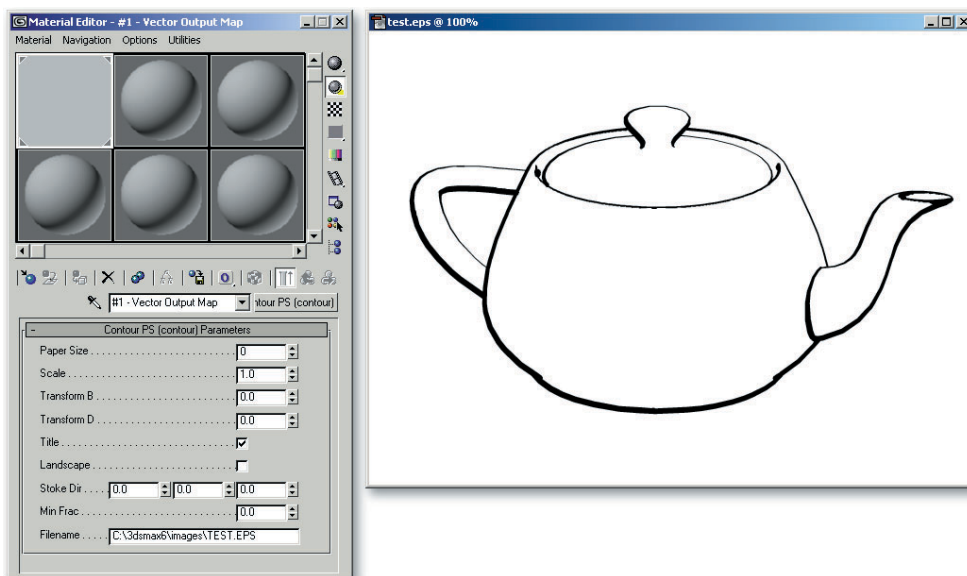 Material Editor - #1 - Vector Output Map
Material Navigation Options Utilities
#1 - Vector Output Map
ntour PS (contour)
- Contour PS (contour) Parameters
Paper Size 0
Scale 1.0
Transform B 0.0
Transform D 0.0
Title
Landscape
Stoke Dir 0.0 0.0 0.0
Min Frac 0.0
Filename C:\3dsmax6\images\TEST.EPS
test.eps @ 100%